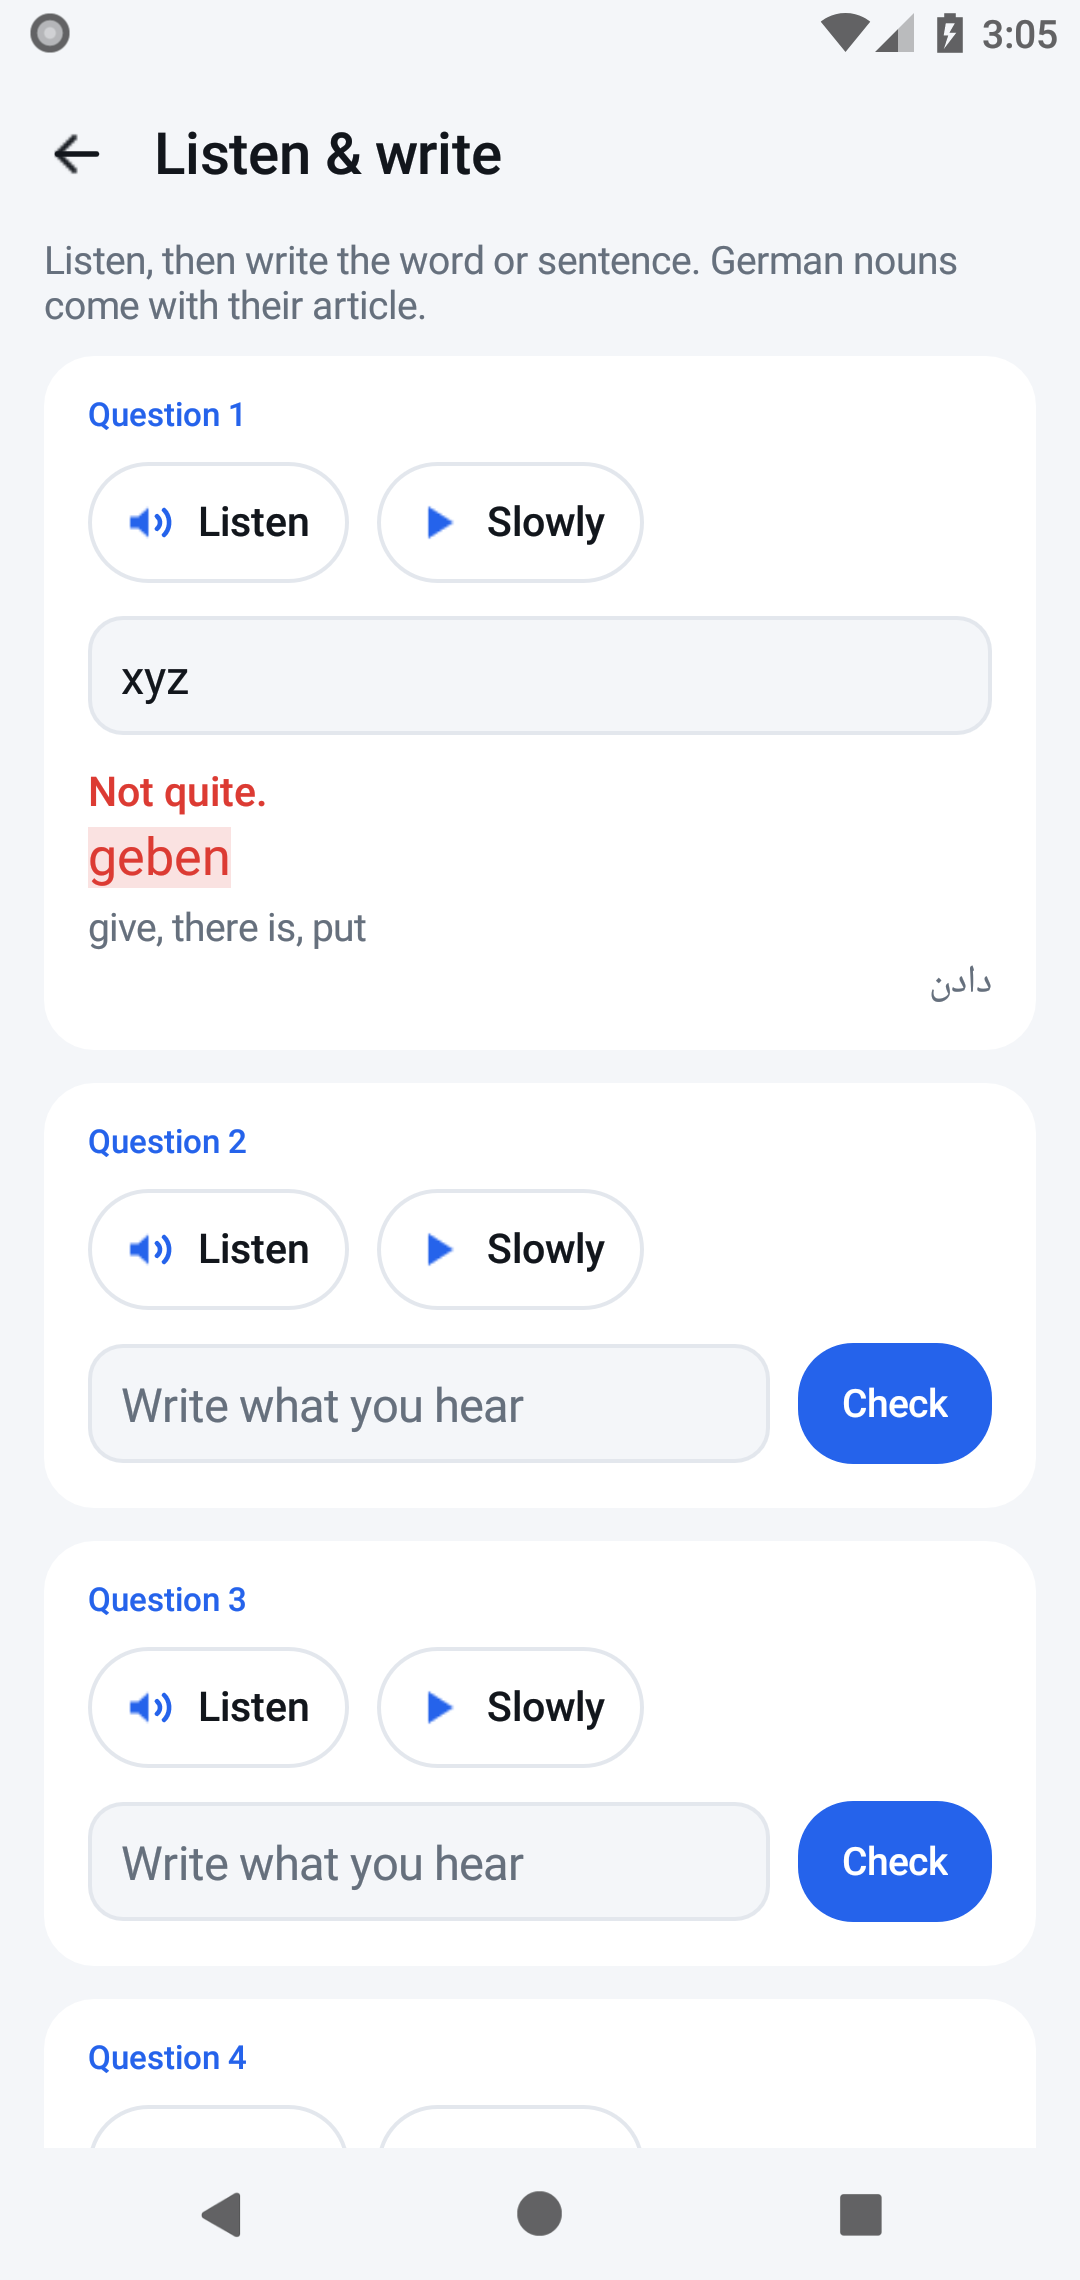 3:05
Listen & write
Listen, then write the word or sentence. German nouns
come with their article.
Question 1
Listen
Slowly
xyz
Not quite.
geben
give, there is, put
دادن
Question 2
Listen
Slowly
Write what you hear
Check
Question 3
Listen
Slowly
Write what you hear
Check
Question 4